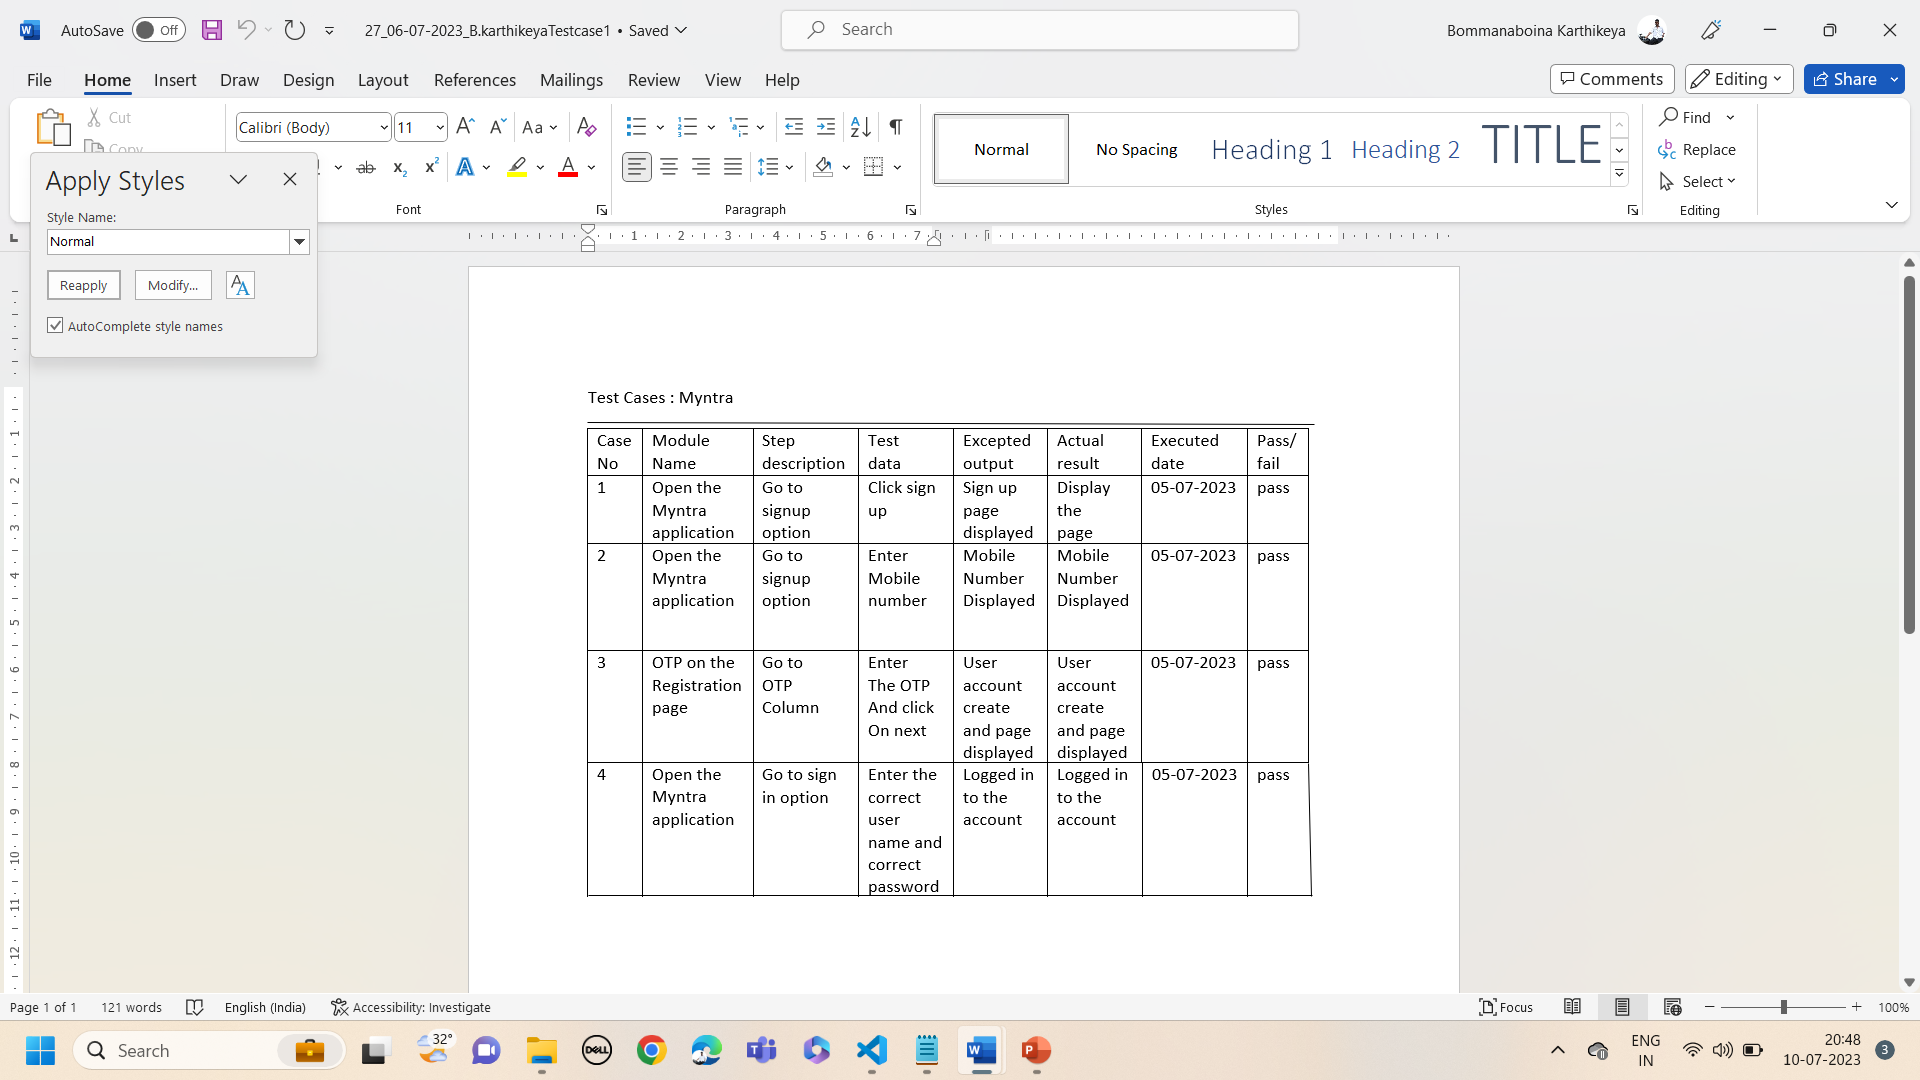 AutoSave Off 27_06-07-2023_B.karthikeyaTestcase1 • Saved Search Bommanaboina Karthikeya
File Home Insert Draw Design Layout References Mailings Review View Help Comments Editing Share
Cut
Copy
Calibri (Body) 11 Aa
Normal No Spacing Heading 1 Heading 2 TITLE
Find
Replace
Select
Font Paragraph Styles Editing
Apply Styles
Style Name:
Normal
Reapply Modify...
AutoComplete style names
Test Cases : Myntra
Case No Module Name Step description Test data Excepted output Actual result Executed date Pass/ fail
1 Open the Myntra application Go to signup option Click sign up Sign up page displayed Display the page 05-07-2023 pass
2 Open the Myntra application Go to signup option Enter Mobile number Mobile Number Displayed Mobile Number Displayed 05-07-2023 pass
3 OTP on the Registration page Go to OTP Column Enter The OTP And click On next User account create and page displayed User account create and page displayed 05-07-2023 pass
4 Open the Myntra application Go to sign in option Enter the correct user name and correct password Logged in to the account Logged in to the account 05-07-2023 pass
Page 1 of 1 121 words English (India) Accessibility: Investigate Focus 100%
Search 32° DELL ENG IN 20:48 10-07-2023 3